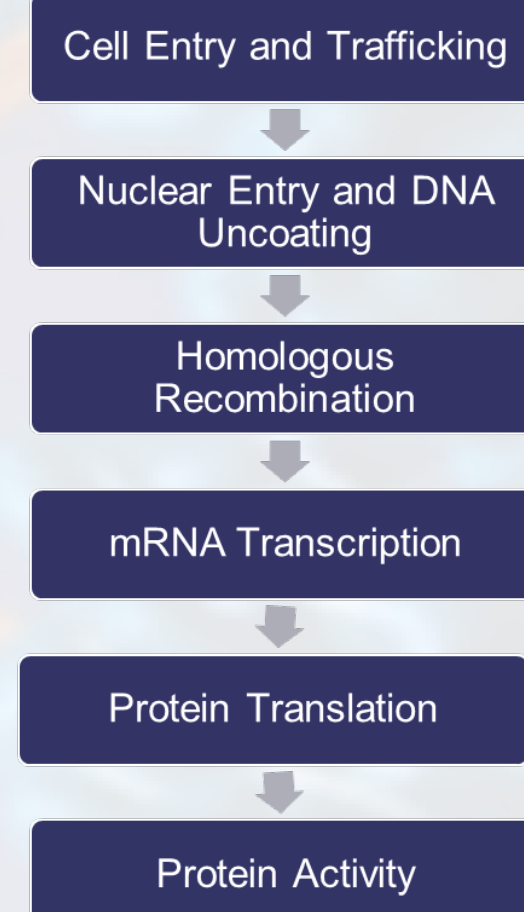 Cell Entry and Trafficking
Nuclear Entry and DNA
Uncoating
Homologous
Recombination
mRNA Transcription
Protein Translation
Protein Activity